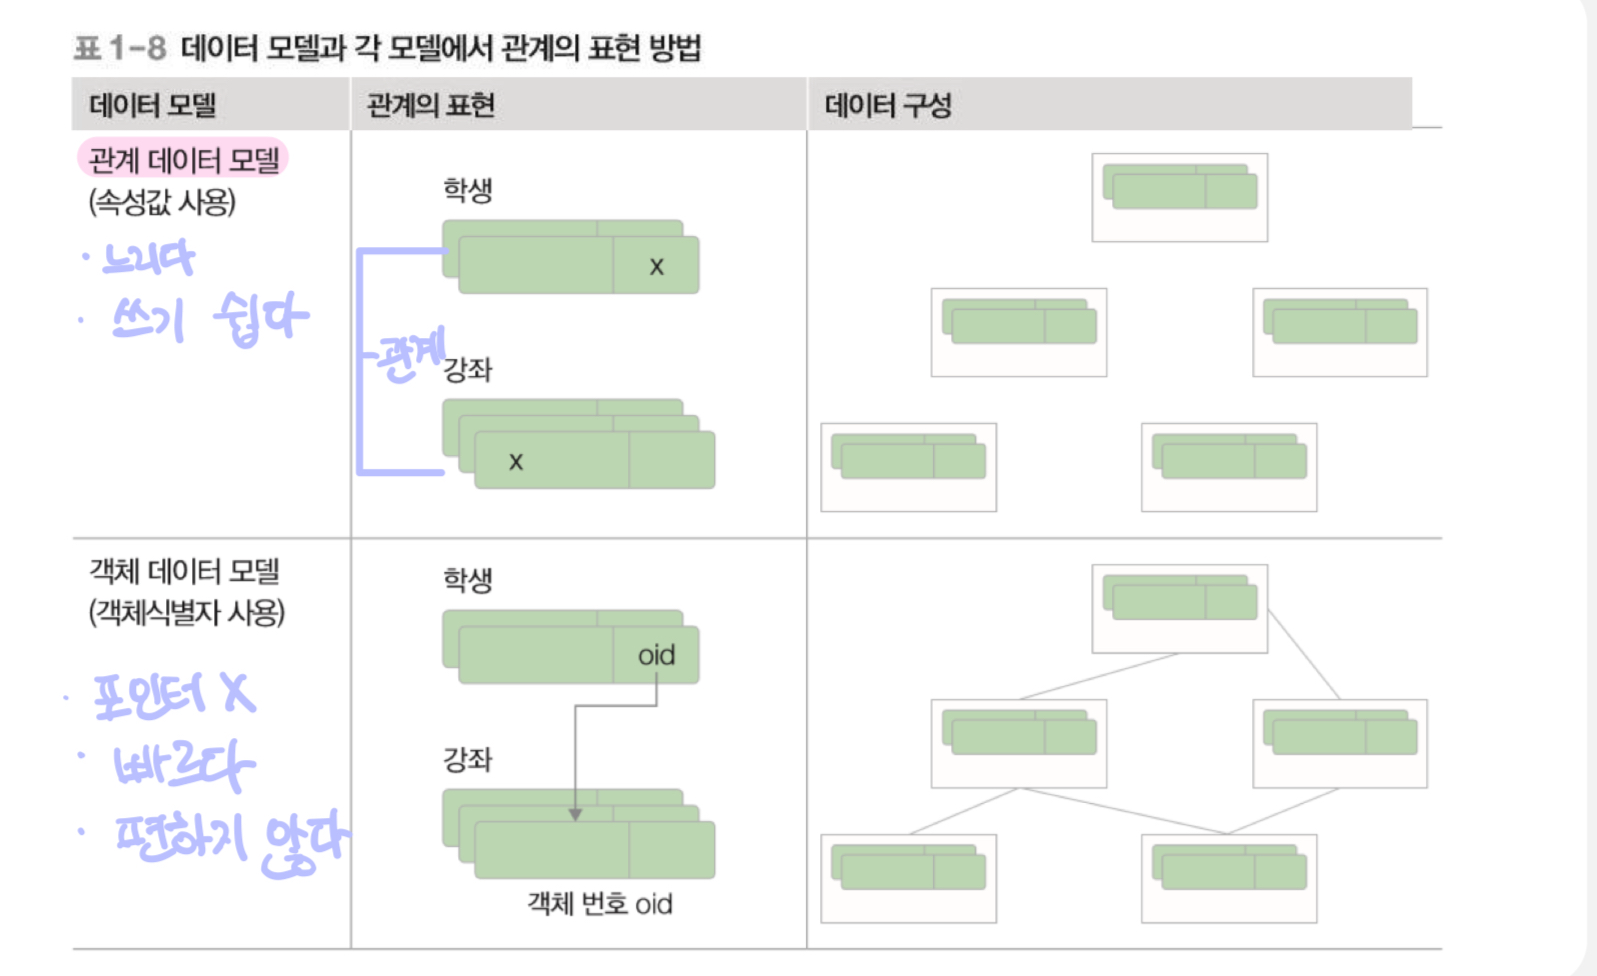 표 1-8 데이터 모델과 각 모델에서 관계의 표현 방법
데이터 모델
관계의 표현
데이터 구성
관계 데이터 모델
(속성값 사용)
· 느리다
· 쓰기 쉽다
학생
x
관계
강좌
x
객체 데이터 모델
(객체식별자 사용)
· 포인터 X
· 빠르다
· 편하지 않다
학생
oid
강좌
객체 번호 oid